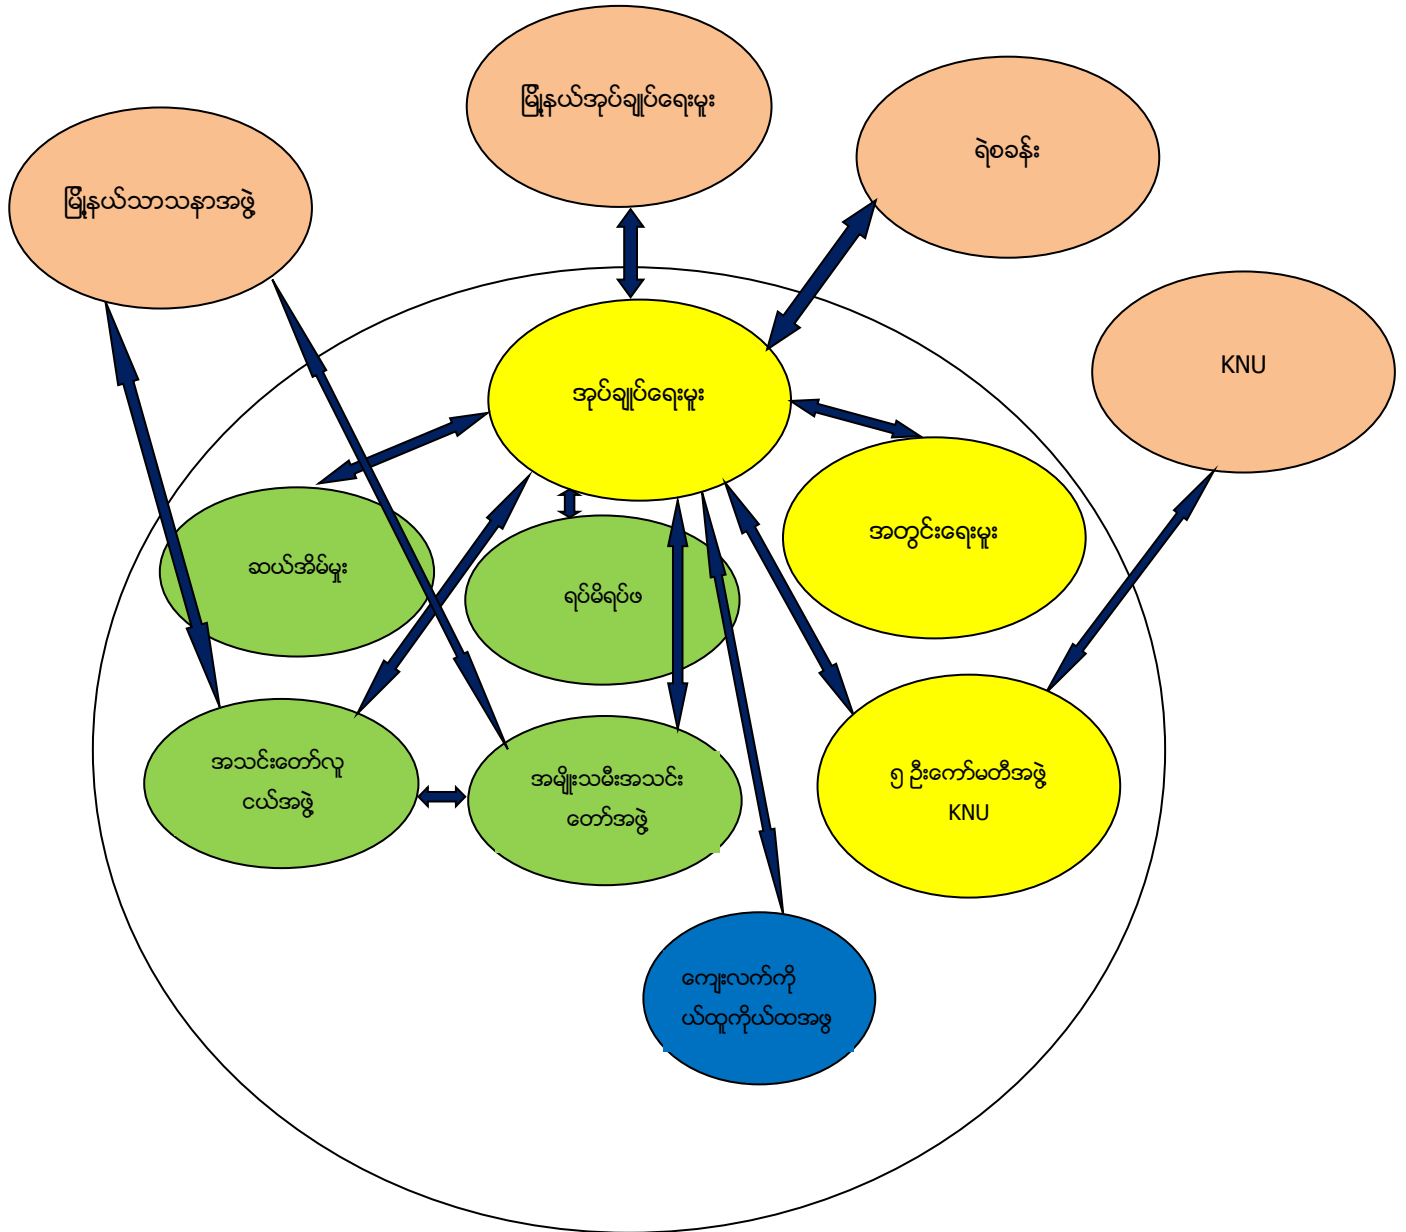 မြို့နယ်အုပ်ချုပ်ရေးမှူး
ရဲစခန်း
မြို့နယ်သာသနာအဖွဲ့
KNU
အုပ်ချုပ်ရေးမှူး
အတွင်းရေးမှူး
ဆယ်အိမ်မှုး
ရပ်မိရပ်ဖ
အသင်းတော်လူ
ငယ်အဖွဲ့
အမျိုးသမီးအသင်း
တော်အဖွဲ့
၅ ဦးကော်မတီအဖွဲ့
KNU
ကျေးလက်ကို
ယ်ထူကိုယ်ထအဖွ